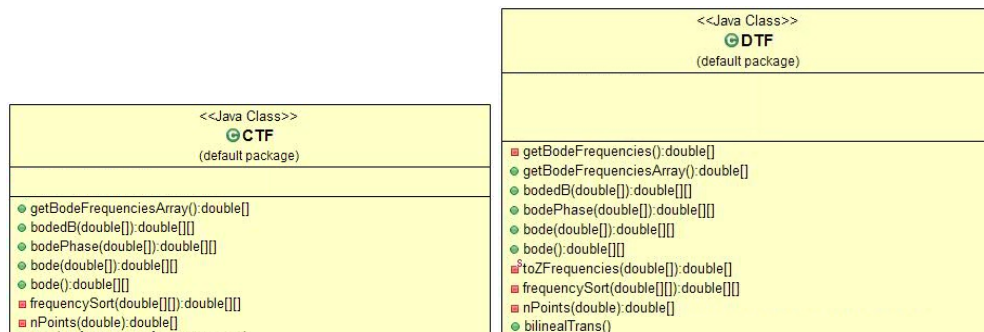 <<Java Class>>
CTF
(default package)
getBodeFrequenciesArray():double[]
bodedB(double[]):double[][]
bodePhase(double[]):double[][]
bode(double[]):double[][]
bode():double[][]
frequencySort(double[][]):double[][]
nPoints(double):double[]
<<Java Class>>
DTF
(default package)
getBodeFrequencies():double[]
getBodeFrequenciesArray():double[]
bodedB(double[]):double[][]
bodePhase(double[]):double[][]
bode(double[]):double[][]
bode():double[][]
toZFrequencies(double[]):double[]
frequencySort(double[][]):double[][]
nPoints(double):double[]
bilinealTrans()